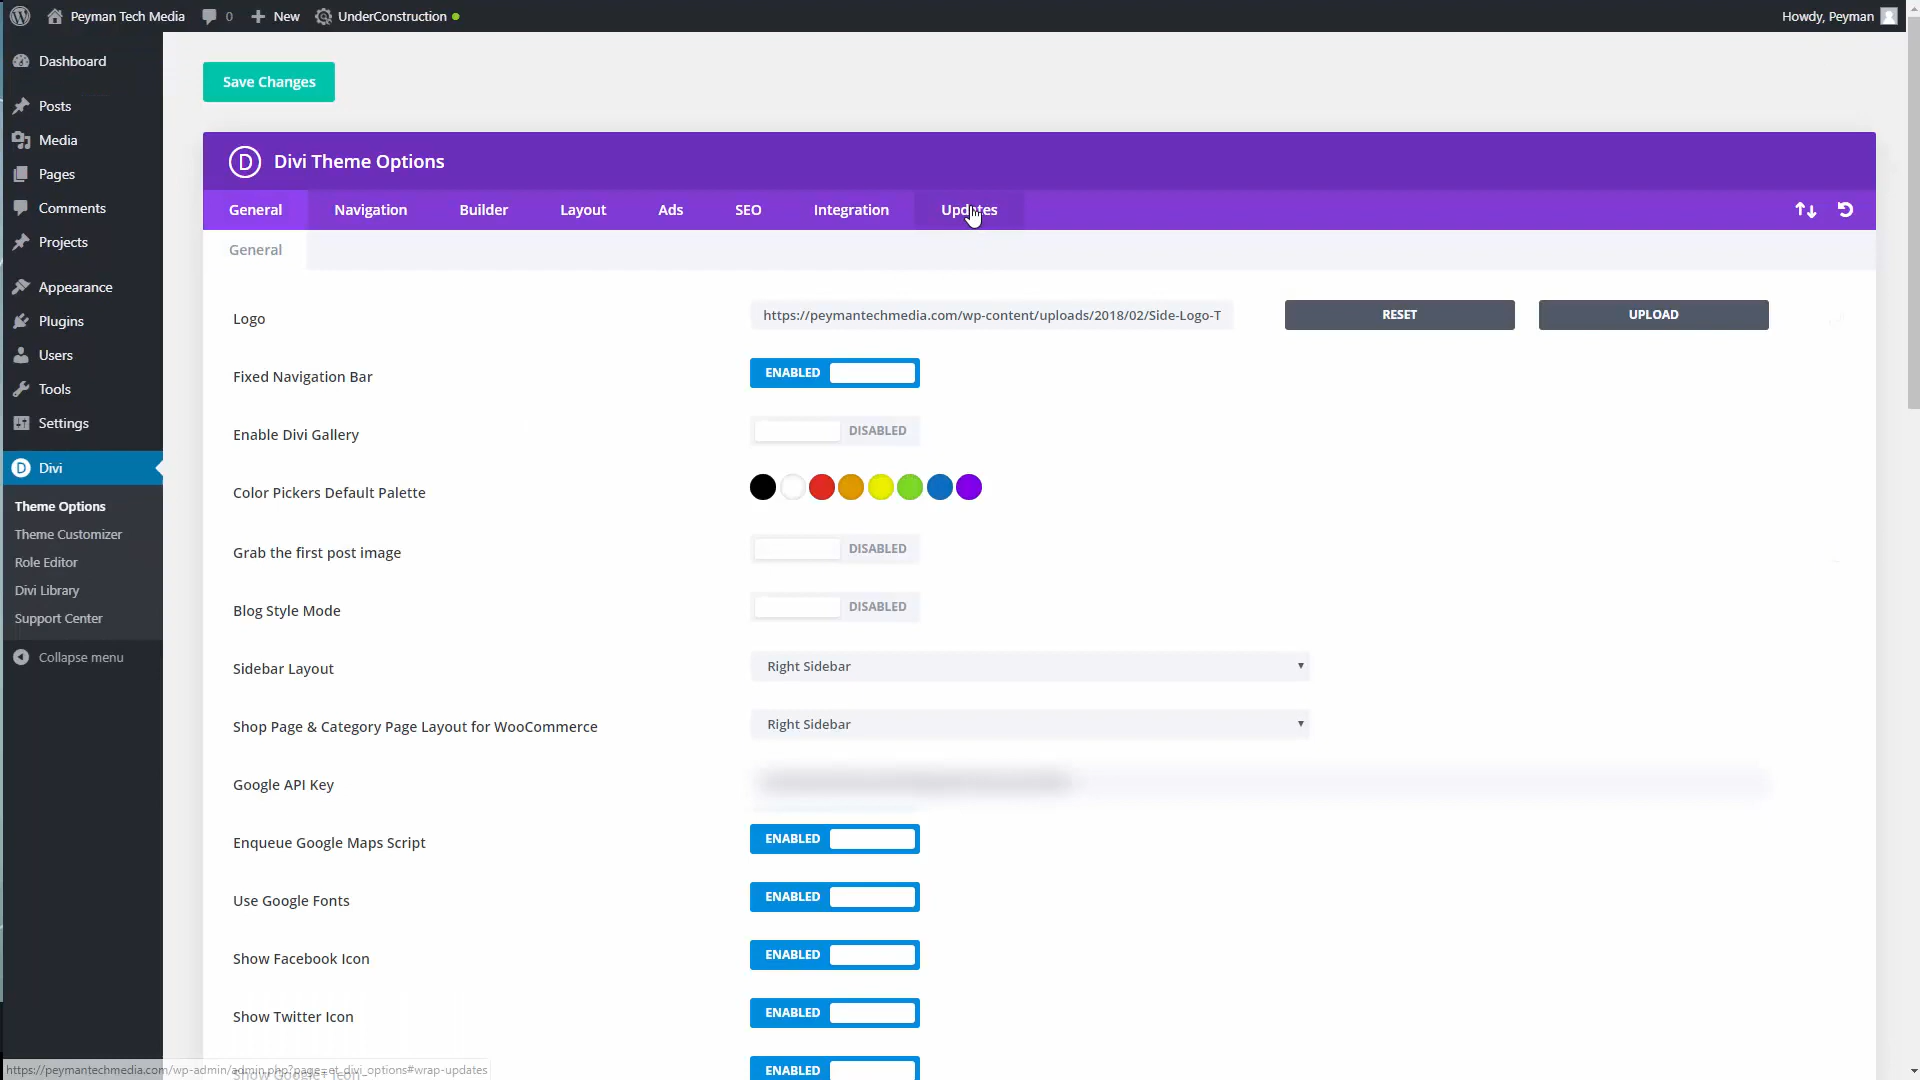 Peyman Tech Media 0 New UnderConstruction Howdy, Peyman
Dashboard
Posts
Media
Pages
Comments
Projects
Appearance
Plugins
Users
Tools
Settings
D Divi
Theme Options
Theme Customizer
Role Editor
Divi Library
Support Center
Collapse menu
Save Changes
D Divi Theme Options
General Navigation Builder Layout Ads SEO Integration Updates
General
Logo https://peymantechmedia.com/wp-content/uploads/2018/02/Side-Logo-T RESET UPLOAD
Fixed Navigation Bar ENABLED
Enable Divi Gallery DISABLED
Color Pickers Default Palette
Grab the first post image DISABLED
Blog Style Mode DISABLED
Sidebar Layout Right Sidebar
Shop Page & Category Page Layout for WooCommerce Right Sidebar
Google API Key
Enqueue Google Maps Script ENABLED
Use Google Fonts ENABLED
Show Facebook Icon ENABLED
Show Twitter Icon ENABLED
Show Google+ Icon ENABLED
https://peymantechmedia.com/wp-admin/admin.php?page=et_divi_options#wrap-updates